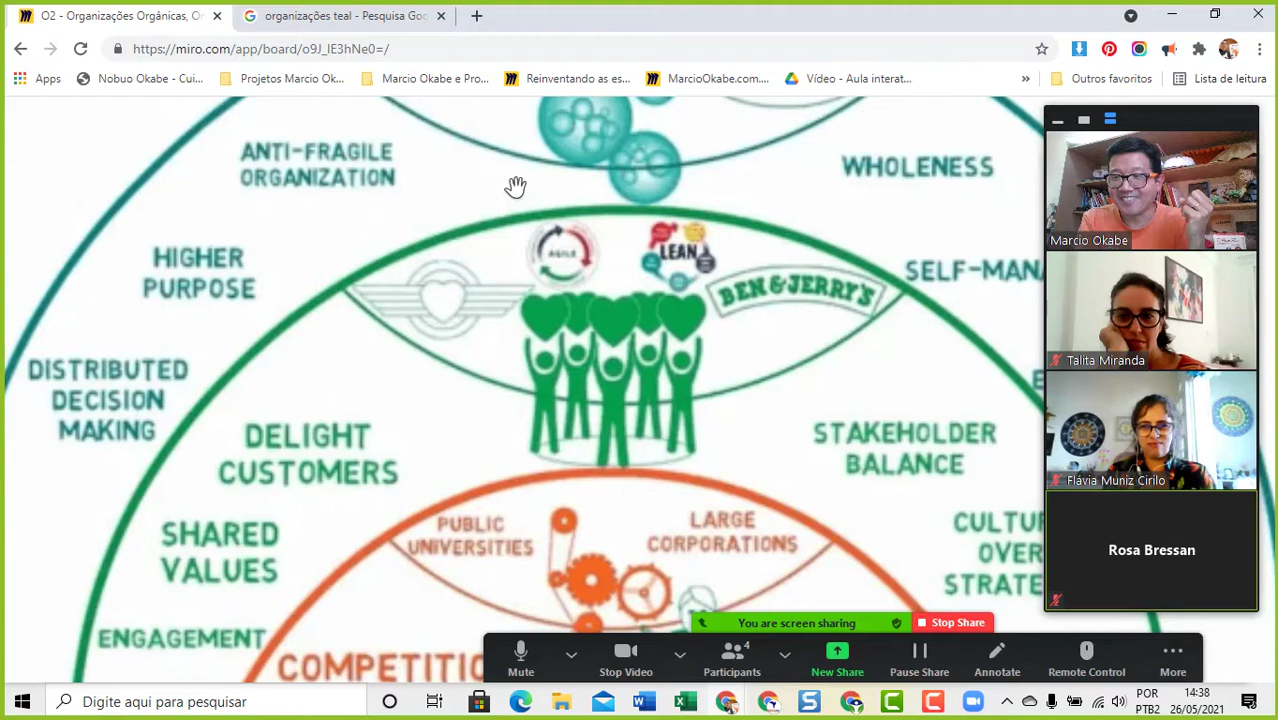 O2 - Organizações Orgânicas, O
organizações teal - Pesquisa Goo
https://miro.com/app/board/o9J_lE3hNe0=/
Apps
Nobuo Okabe - Cui...
Projetos Marcio Ok...
Marcio Okabe e Pro...
Reinventando as es...
MarcioOkabe.com....
Vídeo - Aula interat...
»
Outros favoritos
Lista de leitura
ANTI-FRAGILE
ORGANIZATION
WHOLENESS
HIGHER
PURPOSE
AGILE
LEAN
BEN & JERRY'S
SELF-MAN
DISTRIBUTED
DECISION
MAKING
DELIGHT
CUSTOMERS
STAKEHOLDER
BALANCE
SHARED
VALUES
PUBLIC
UNIVERSITIES
LARGE
CORPORATIONS
CULTU
OVER
STRATE
ENGAGEMENT
COMPETITIO
Marcio Okabe
Talita Miranda
Flávia Muniz Cirilo
Rosa Bressan
You are screen sharing
Stop Share
Mute
Stop Video
4
Participants
New Share
Pause Share
Annotate
Remote Control
More
Digite aqui para pesquisar
POR
PTB2
14:38
26/05/2021